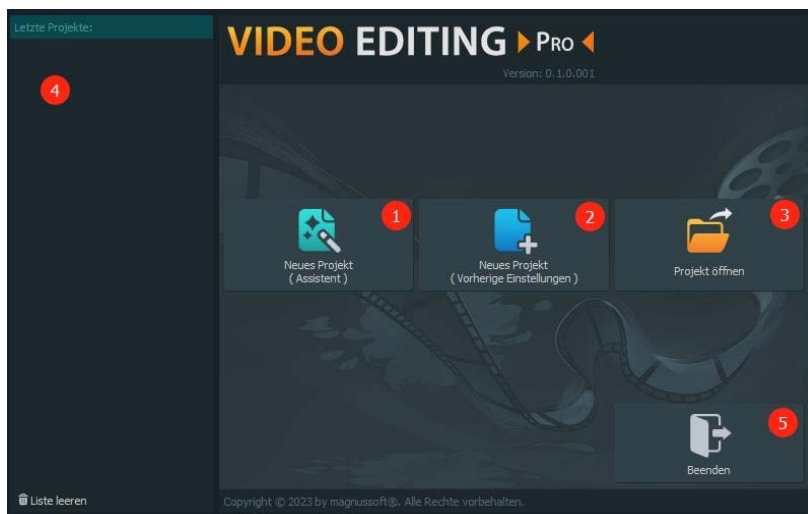 Letzte Projekte:
4
Liste leeren
VIDEO EDITING PRO
Version: 0.1.0.001
1
Neues Projekt
( Assistent )
2
Neues Projekt
( Vorherige Einstellungen )
3
Projekt öffnen
5
Beenden
Copyright © 2023 by magnussoft®. Alle Rechte vorbehalten.